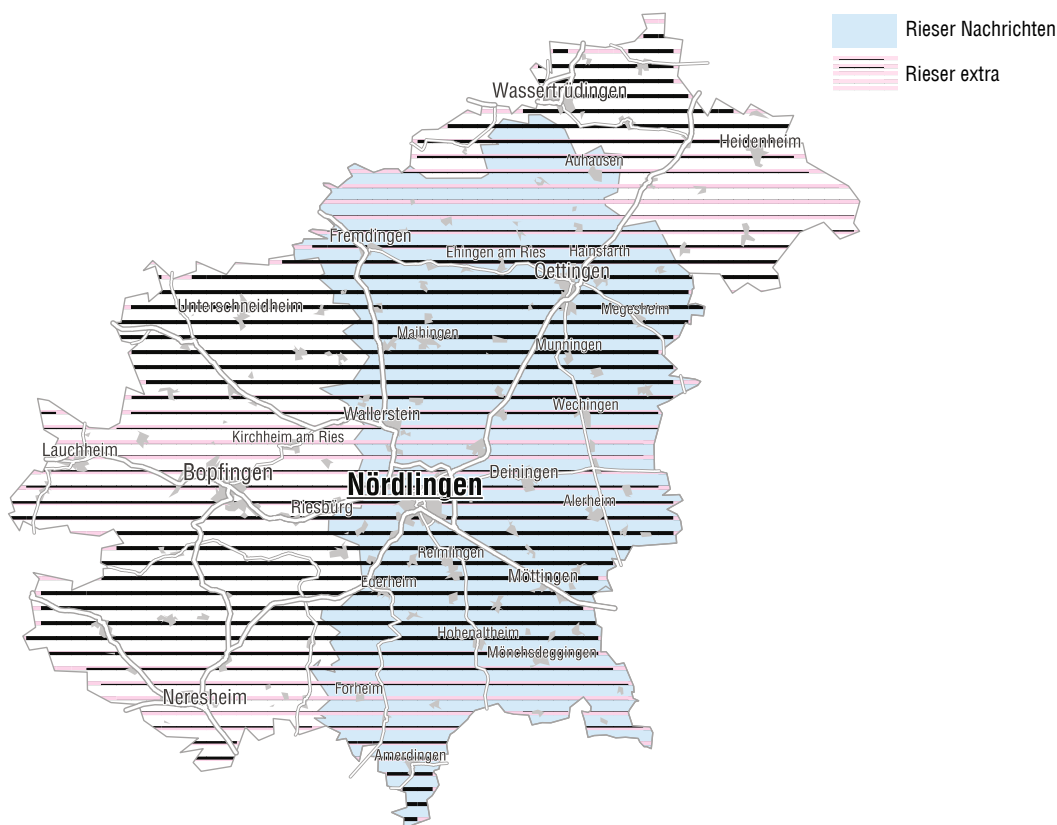 Rieser Nachrichten
Rieser extra
Wassertrüdingen
Heidenheim
Auhausen
Fremdingen
Ehingen am Ries
Hainsfarth
Oettingen
Unterschneidheim
Megesheim
Maihingen
Munningen
Wechingen
Wallerstein
Kirchheim am Ries
Lauchheim
Bopfingen
Deiningen
Nördlingen
Riesbürg
Alerheim
Reimlingen
Ederheim
Möttingen
Hohenaltheim
Mönchsdeggingen
Forheim
Neresheim
Amerdingen